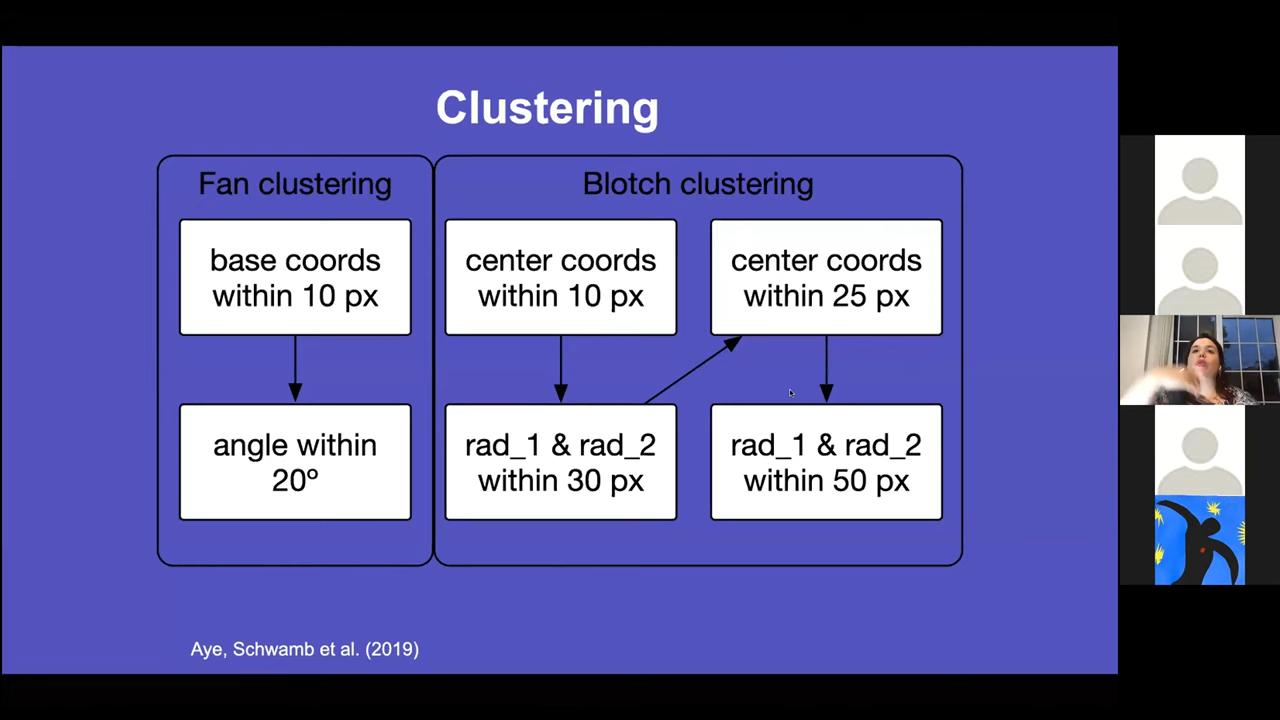 Clustering
Fan clustering
base coords
within 10 px
angle within
20º
Blotch clustering
center coords
within 10 px
rad_1 & rad_2
within 30 px
center coords
within 25 px
rad_1 & rad_2
within 50 px
Aye, Schwamb et al. (2019)